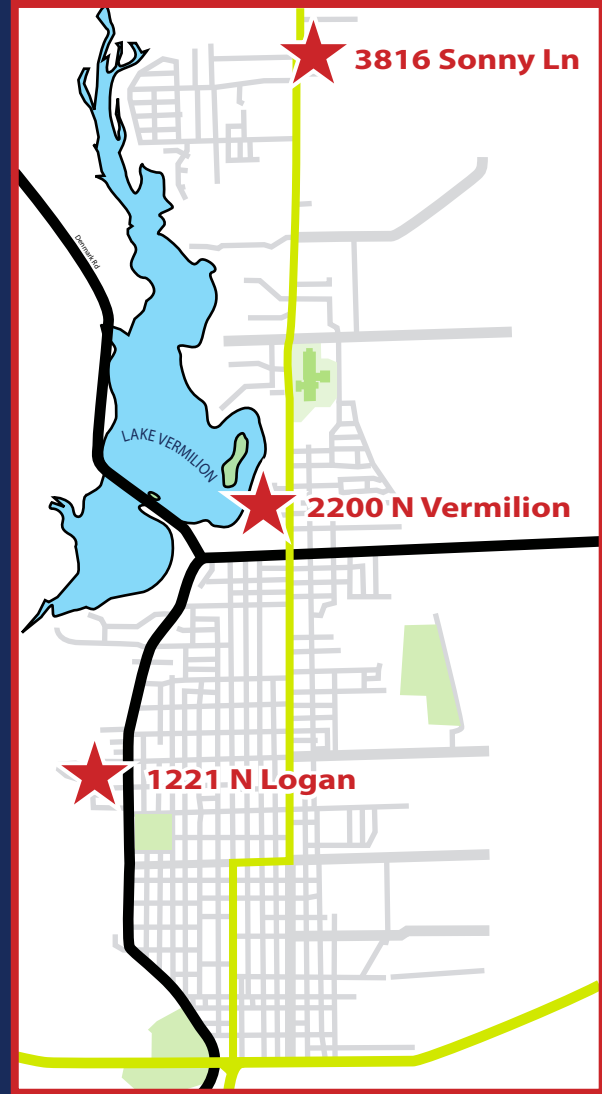 3816 Sonny Ln
Denmark Rd
LAKE VERMILION
2200 N Vermilion
1221 N Logan